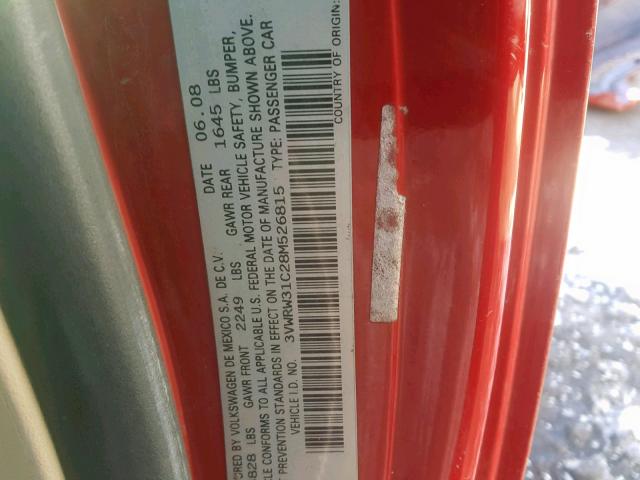 CRED BY VOLKSWAGEN DE MEXICO S.A. DE C.V. DATE 06.08
828 LBS GAWR FRONT 2249 LBS GAWR REAR 1645 LBS
CLE CONFORMS TO ALL APPLICABLE U.S. FEDERAL MOTOR VEHICLE SAFETY, BUMPER,
T PREVENTION STANDARDS IN EFFECT ON THE DATE OF MANUFACTURE SHOWN ABOVE.
VEHICLE I.D. NO. 3VWRW31C28M526815 TYPE: PASSENGER CAR
COUNTRY OF ORIGIN: